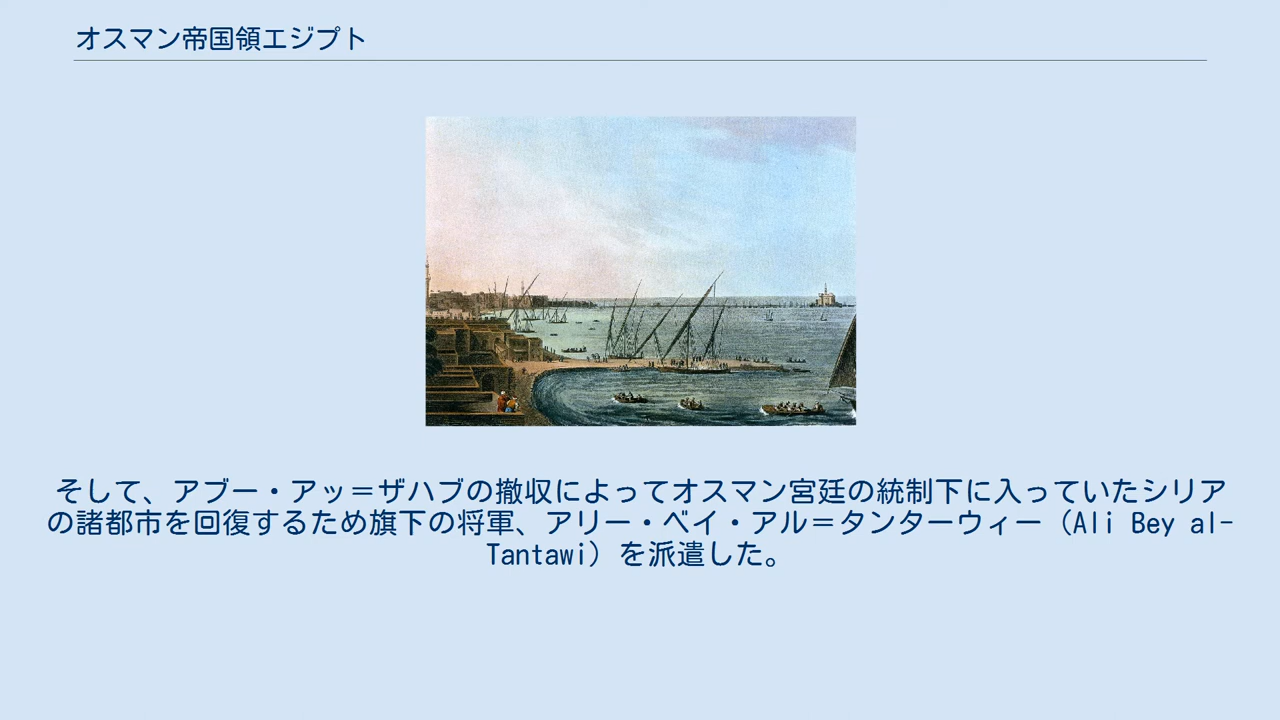 オスマン帝国領エジプト
そして、アブー・アッ＝ザハブの撤収によってオスマン宮廷の統制下に入っていたシリア
の諸都市を回復するため旗下の将軍、アリー・ベイ・アル＝タンターウィー（Ali Bey al-
Tantawi）を派遣した。